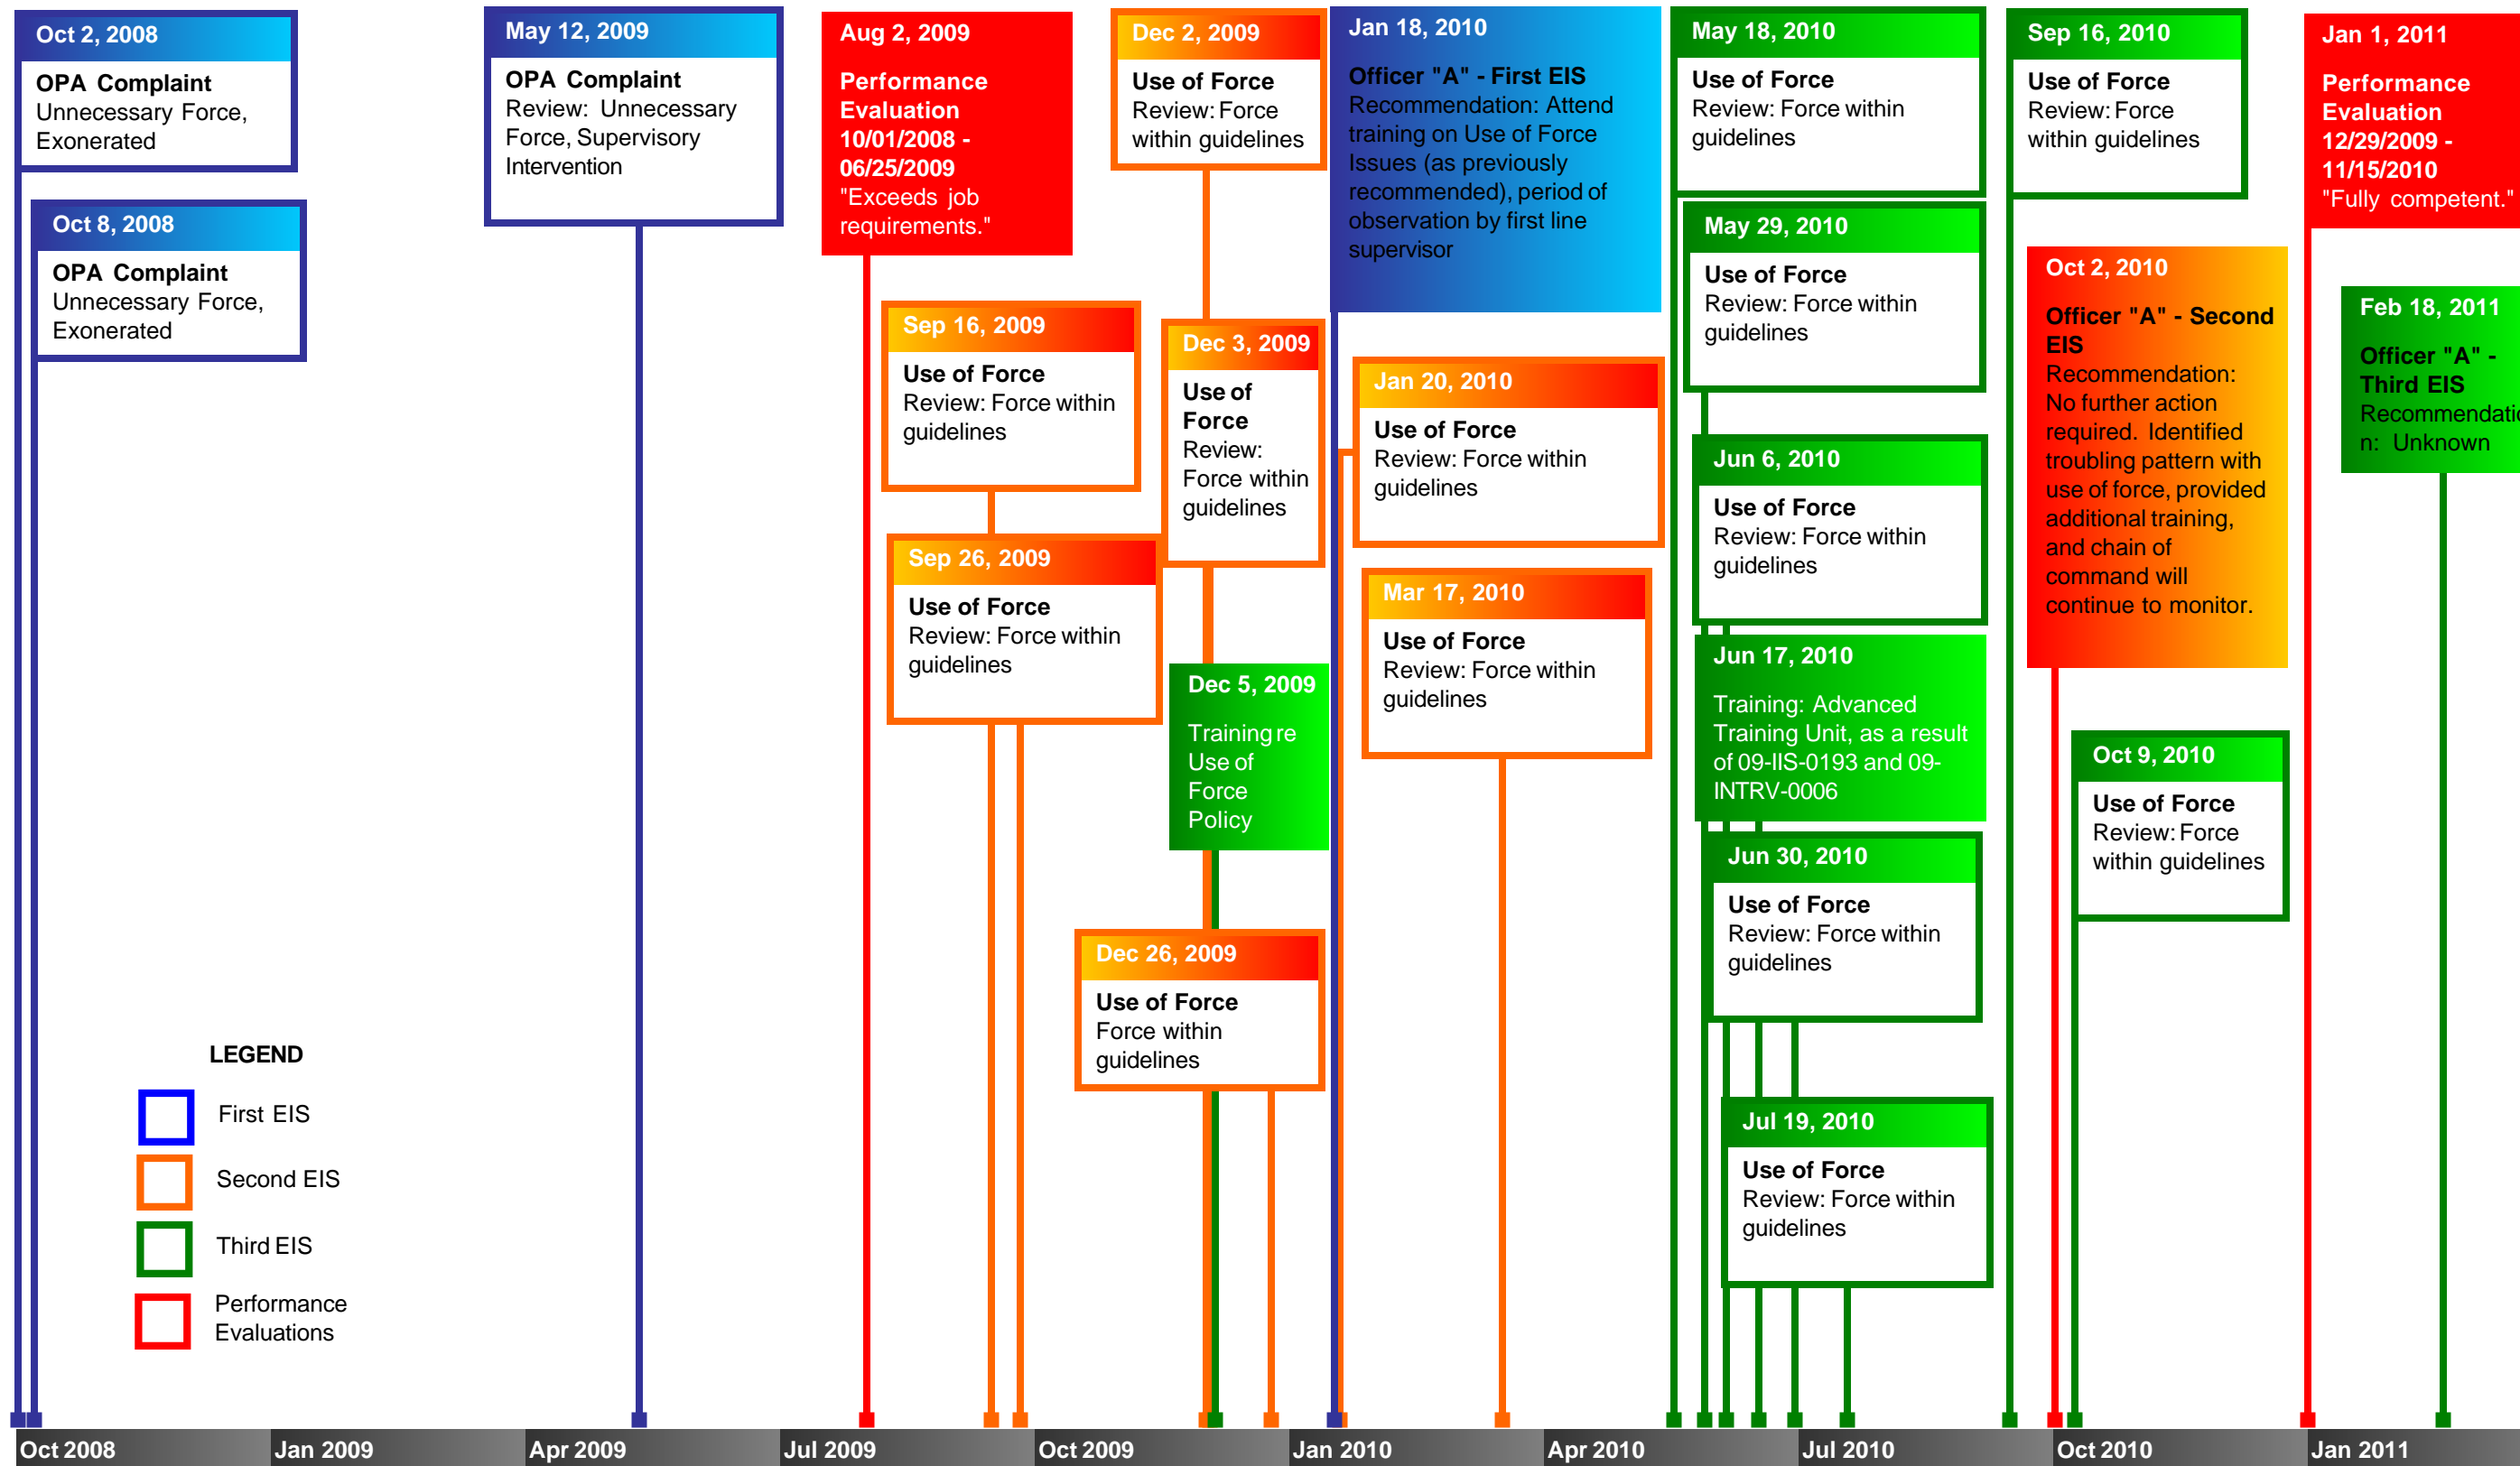 Oct 2, 2008
OPA Complaint
Unnecessary Force,
Exonerated
Oct 8, 2008
OPA Complaint
Unnecessary Force,
Exonerated
May 12, 2009
OPA Complaint
Review: Unnecessary
Force, Supervisory
Intervention
Aug 2, 2009
Performance
Evaluation
10/01/2008 -
06/25/2009
"Exceeds job
requirements."
Sep 16, 2009
Use of Force
Review: Force within
guidelines
Sep 26, 2009
Use of Force
Review: Force within
guidelines
Dec 2, 2009
Use of Force
Review: Force
within guidelines
Dec 3, 2009
Use of
Force
Review:
Force within
guidelines
Dec 5, 2009
Training re
Use of
Force
Policy
Dec 26, 2009
Use of Force
Force within
guidelines
Jan 18, 2010
Officer "A" - First EIS
Recommendation: Attend
training on Use of Force
Issues (as previously
recommended), period of
observation by first line
supervisor
Jan 20, 2010
Use of Force
Review: Force within
guidelines
Mar 17, 2010
Use of Force
Review: Force within
guidelines
May 18, 2010
Use of Force
Review: Force within
guidelines
May 29, 2010
Use of Force
Review: Force within
guidelines
Jun 6, 2010
Use of Force
Review: Force within
guidelines
Jun 17, 2010
Training: Advanced
Training Unit, as a result
of 09-IIS-0193 and 09-
INTRV-0006
Jun 30, 2010
Use of Force
Review: Force within
guidelines
Jul 19, 2010
Use of Force
Review: Force within
guidelines
Sep 16, 2010
Use of Force
Review: Force
within guidelines
Oct 2, 2010
Officer "A" - Second
EIS
Recommendation:
No further action
required. Identified
troubling pattern with
use of force, provided
additional training,
and chain of
command will
continue to monitor.
Oct 9, 2010
Use of Force
Review: Force
within guidelines
Jan 1, 2011
Performance
Evaluation
12/29/2009 -
11/15/2010
"Fully competent."
Feb 18, 2011
Officer "A" -
Third EIS
Recommendatio
n: Unknown
LEGEND
First EIS
Second EIS
Third EIS
Performance
Evaluations
Oct 2008
Jan 2009
Apr 2009
Jul 2009
Oct 2009
Jan 2010
Apr 2010
Jul 2010
Oct 2010
Jan 2011